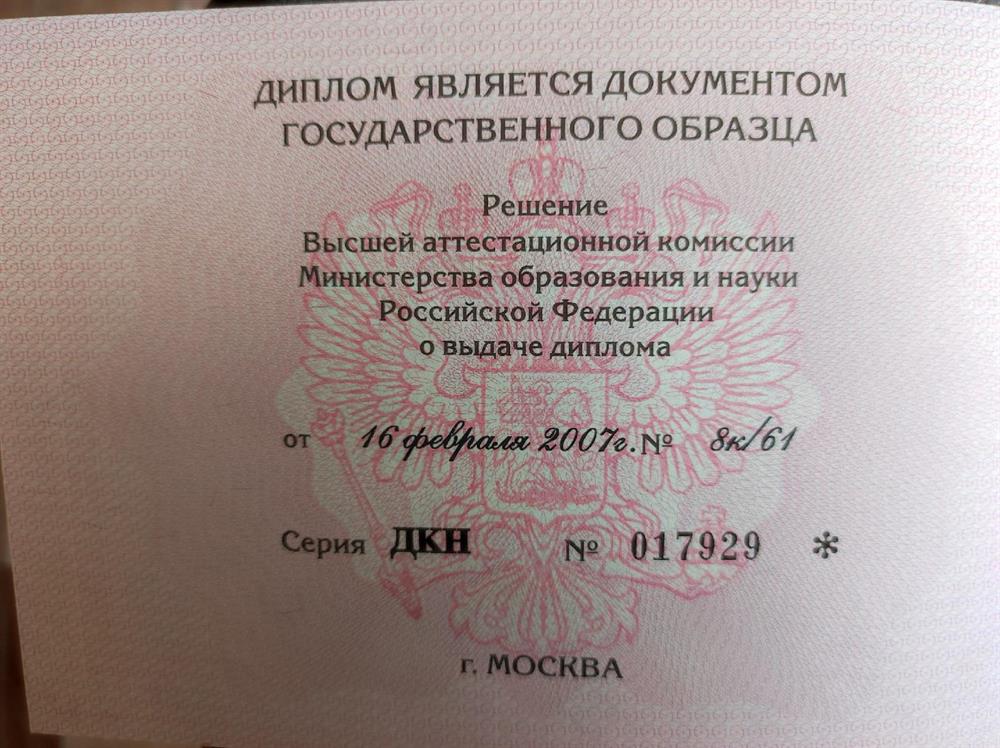 ДИПЛОМ ЯВЛЯЕТСЯ ДОКУМЕНТОМ
ГОСУДАРСТВЕННОГО ОБРАЗЦА
Решение
Высшей аттестационной комиссии
Министерства образования и науки
Российской Федерации
о выдаче диплома
от 16 февраля 2007г. № 8к/61
Серия ДКН № 017929 *
г. МОСКВА